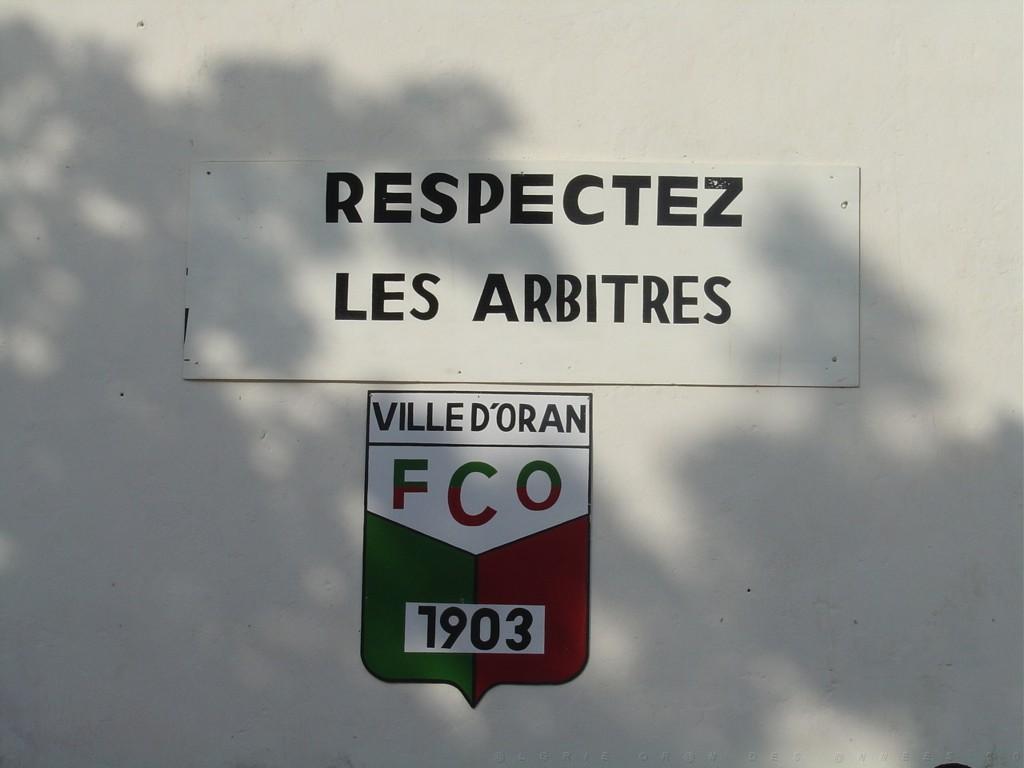 RESPECTEZ
LES ARBITRES
VILLE D'ORAN
FCO
1903